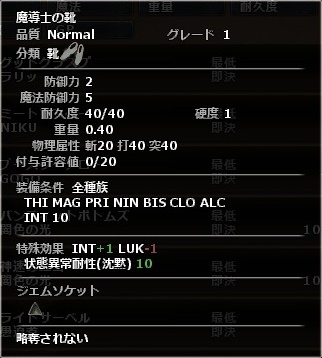 魔導士の靴
品質 Normal グレード 1
分類 靴
防御力 2
魔法防御力 5
耐久度 40/40 硬度 1
重量 0.40
物理属性 斬20 打40 突40
付与許容値 0/20
装備条件 全種族
THI MAG PRI NIN BIS CLO ALC
INT 10
特殊効果 INT+1 LUK-1
状態異常耐性(沈黙) 10
ジェムソケット
略奪されない